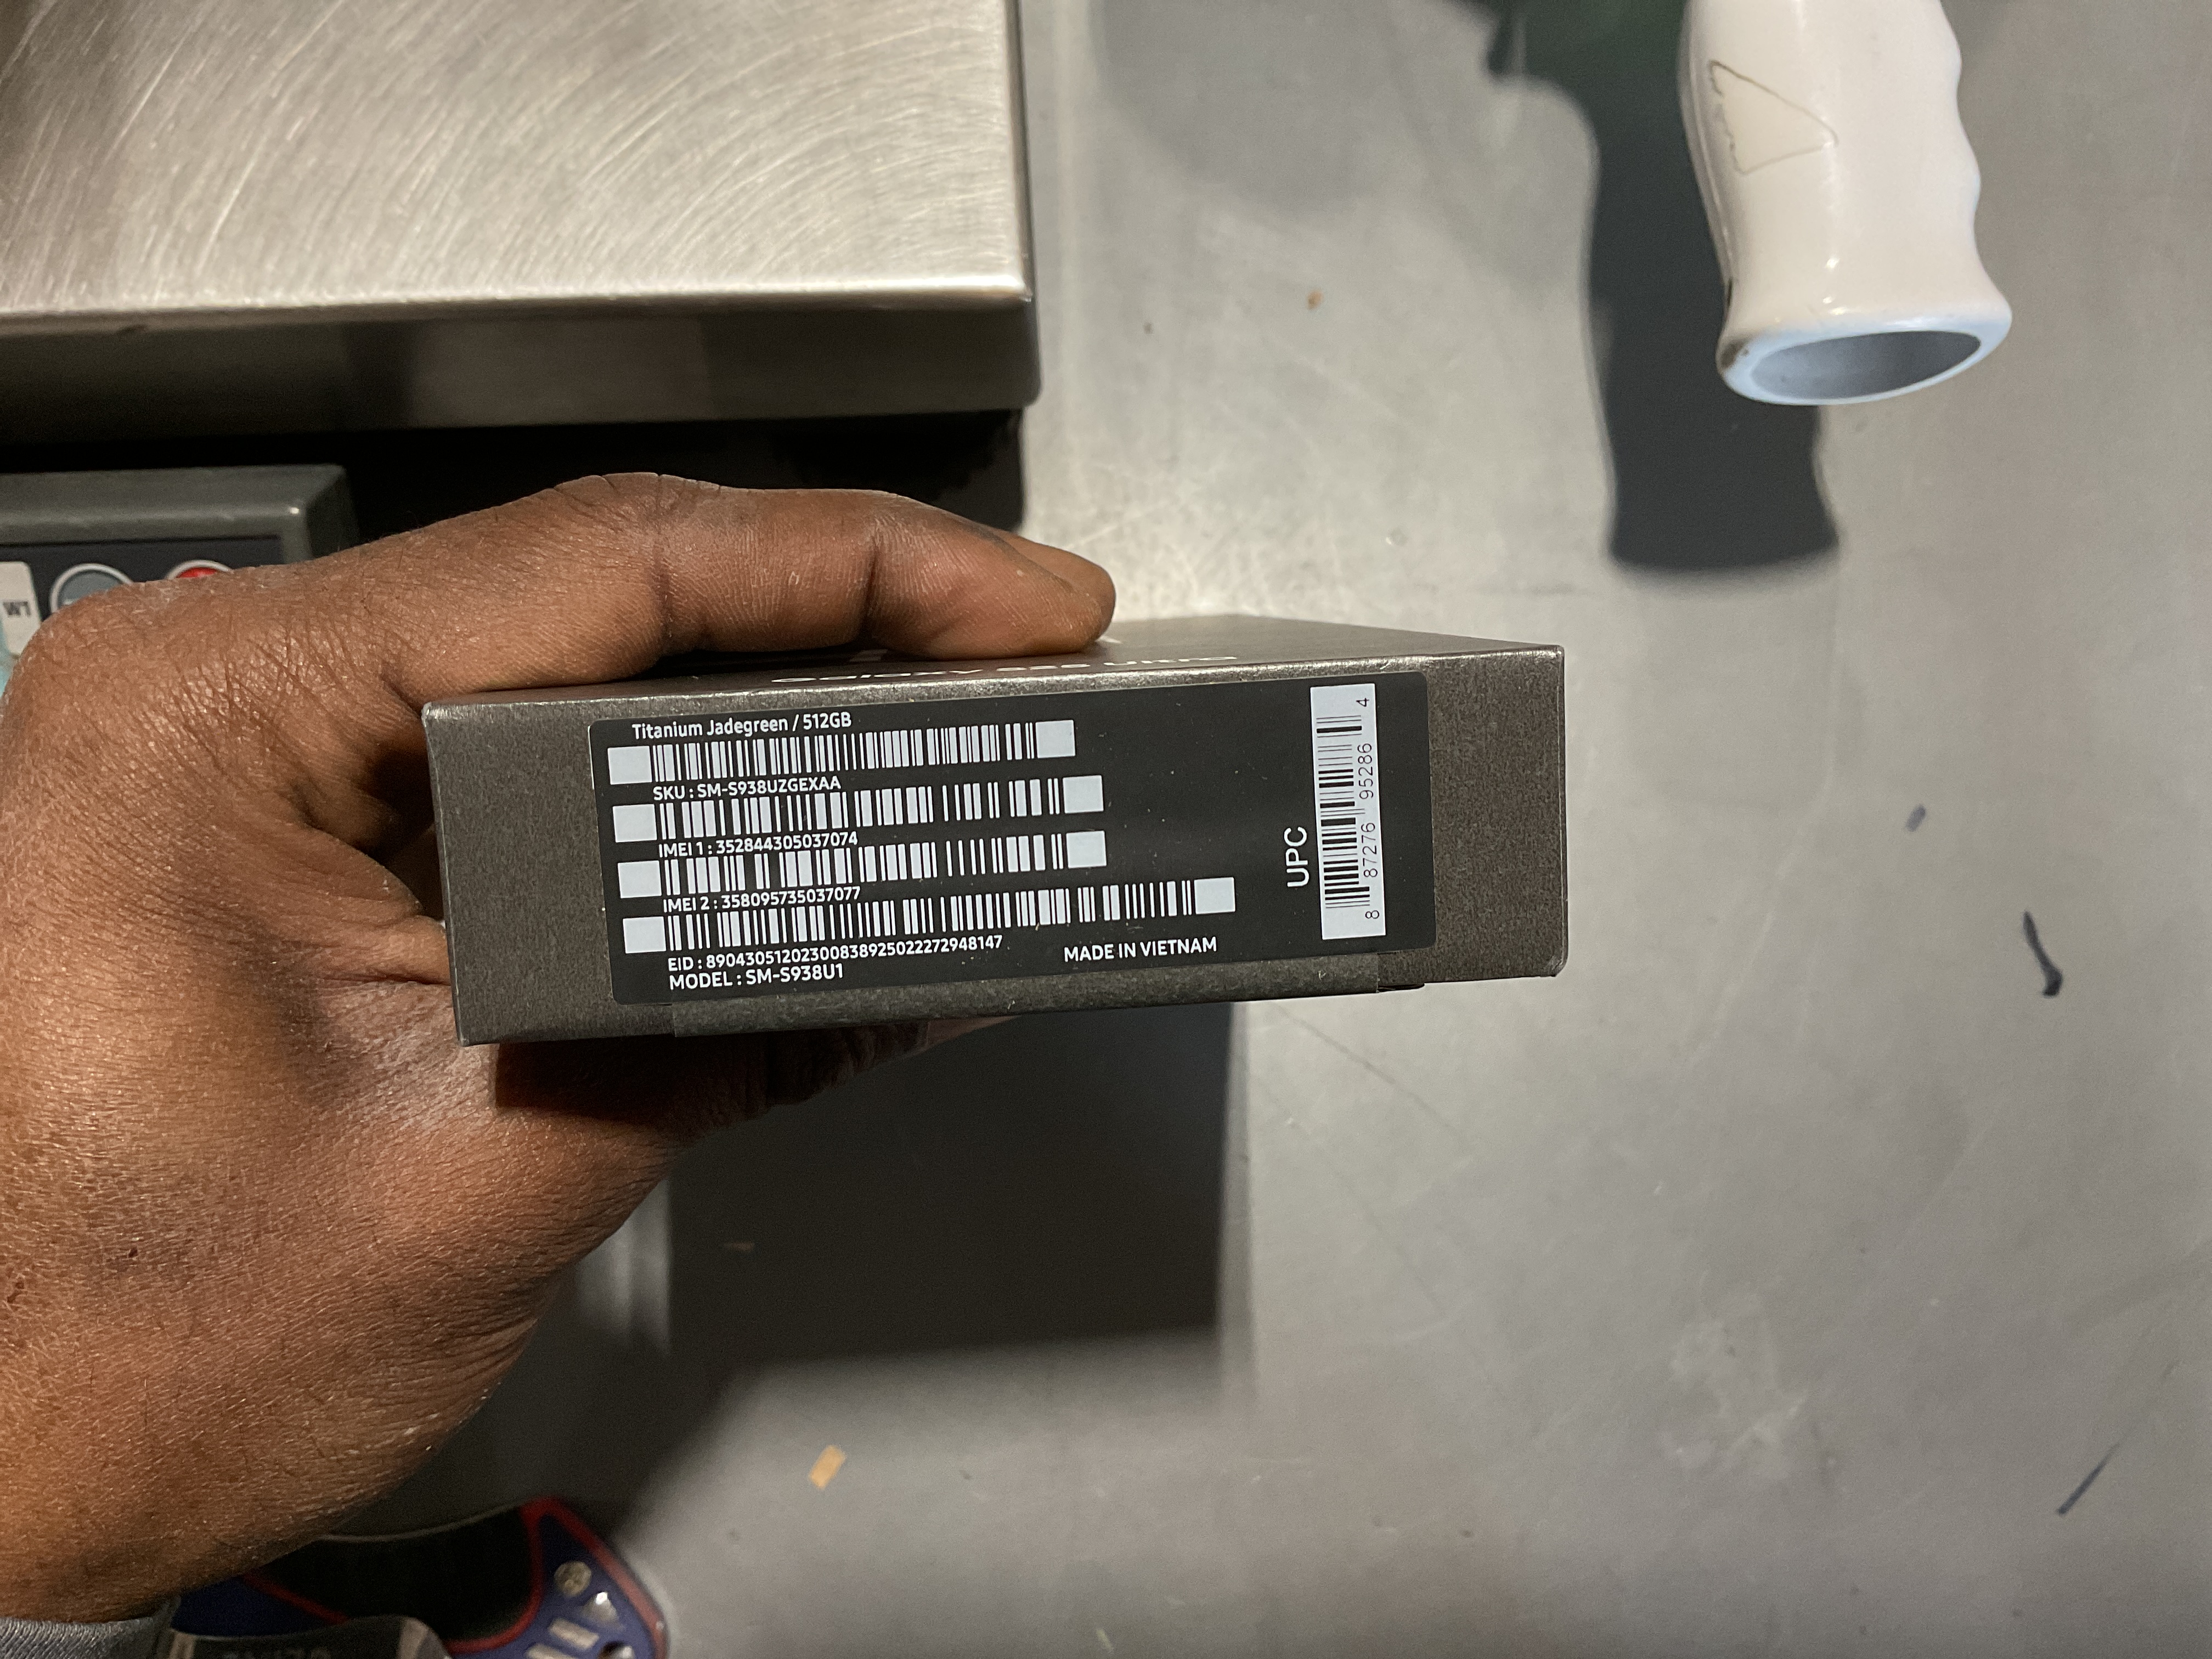 WT
Titanium Jadegreen / 512GB
SKU : SM-S938UZGEXAA
IMEI 1 : 352844305037074
IMEI 2 : 358095735037077
EID : 89043051202300838925022272948147
MODEL : SM-S938U1
MADE IN VIETNAM
UPC
8 87276 95286 4